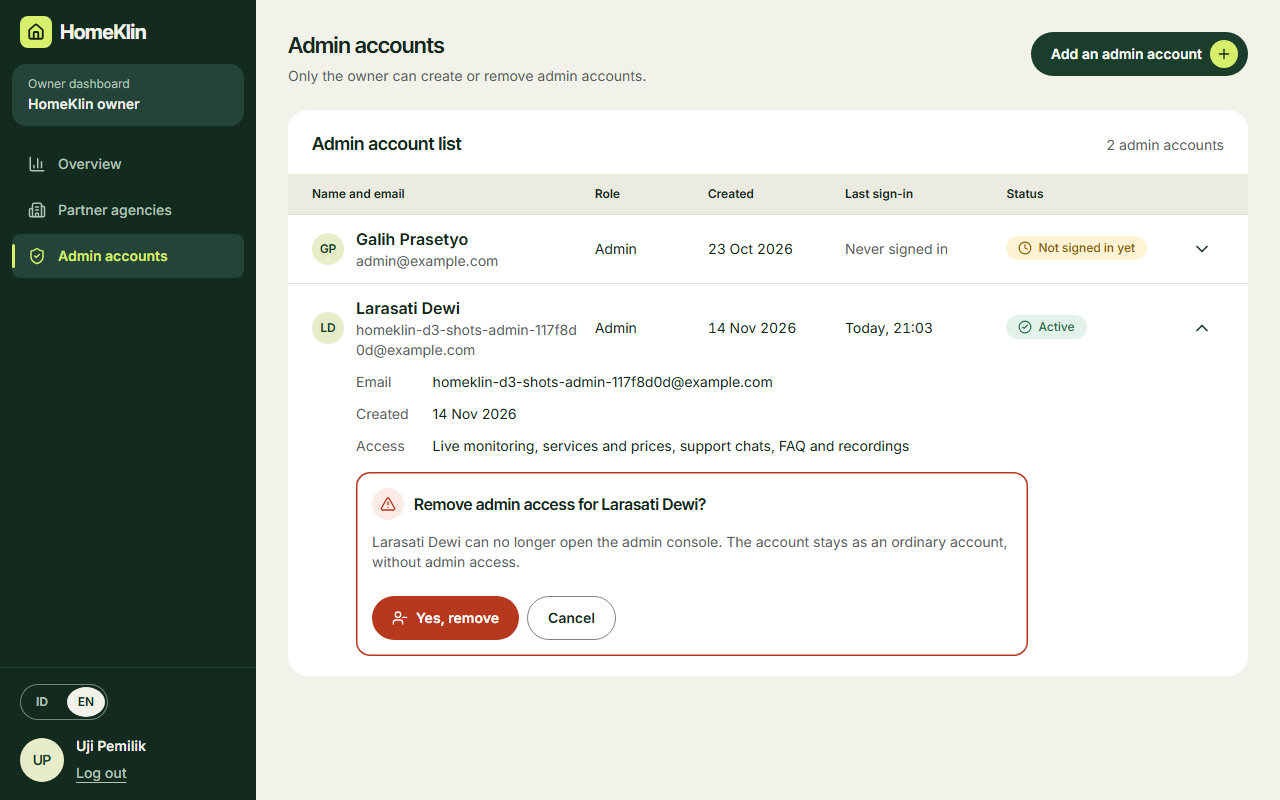 HomeKlin
Owner dashboard
HomeKlin owner
Overview
Partner agencies
Admin accounts
ID EN
UP
Uji Pemilik
Log out
Admin accounts
Only the owner can create or remove admin accounts.
Add an admin account
Admin account list
2 admin accounts
Name and email Role Created Last sign-in Status
GP
Galih Prasetyo
admin@example.com
Admin
23 Oct 2026
Never signed in
Not signed in yet
LD
Larasati Dewi
homeklin-d3-shots-admin-117f8d
0d@example.com
Admin
14 Nov 2026
Today, 21:03
Active
Email homeklin-d3-shots-admin-117f8d0d@example.com
Created 14 Nov 2026
Access Live monitoring, services and prices, support chats, FAQ and recordings
Remove admin access for Larasati Dewi?
Larasati Dewi can no longer open the admin console. The account stays as an ordinary account,
without admin access.
Yes, remove
Cancel